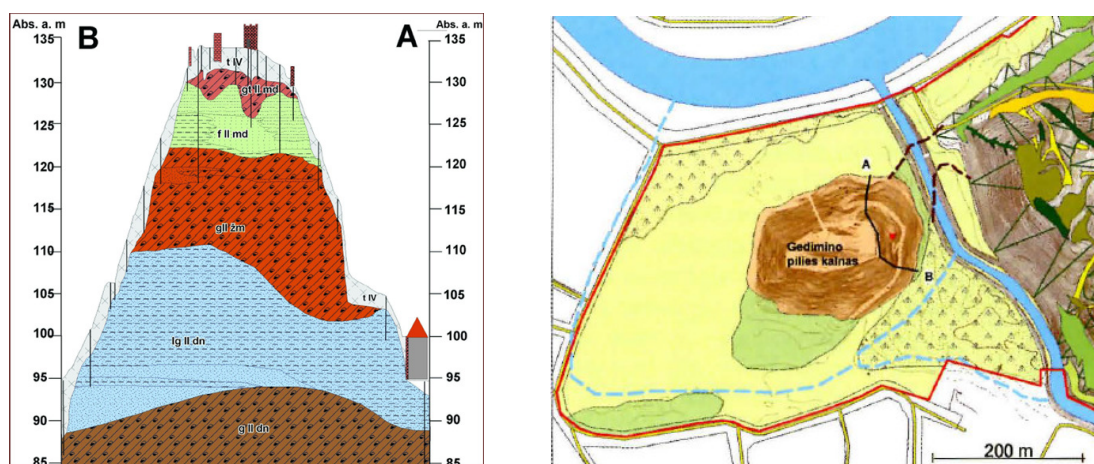 Abs. a. m
B
A
Abs. a. m
135
130
125
120
115
110
105
100
95
90
85
135
130
125
120
115
110
105
100
95
90
85
t IV
gt II md
f II md
gII žm
t IV
lg II dn
g II dn
A
Gedimino
pilies kalnas
B
200 m